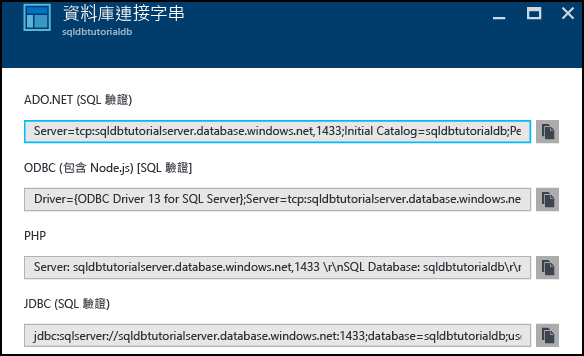 資料庫連接字串
sqldbtutorialdb
ADO.NET (SQL 驗證)
Server=tcp:sqldbtutorialserver.database.windows.net,1433;Initial Catalog=sqldbtutorialdb;Pe
ODBC (包含 Node.js) [SQL 驗證]
Driver={ODBC Driver 13 for SQL Server};Server=tcp:sqldbtutorialserver.database.windows.ne
PHP
Server: sqldbtutorialserver.database.windows.net,1433 \r\nSQL Database: sqldbtutorialdb\r\r
JDBC (SQL 驗證)
jdbc:sqlserver://sqldbtutorialserver.database.windows.net:1433;database=sqldbtutorialdb;use